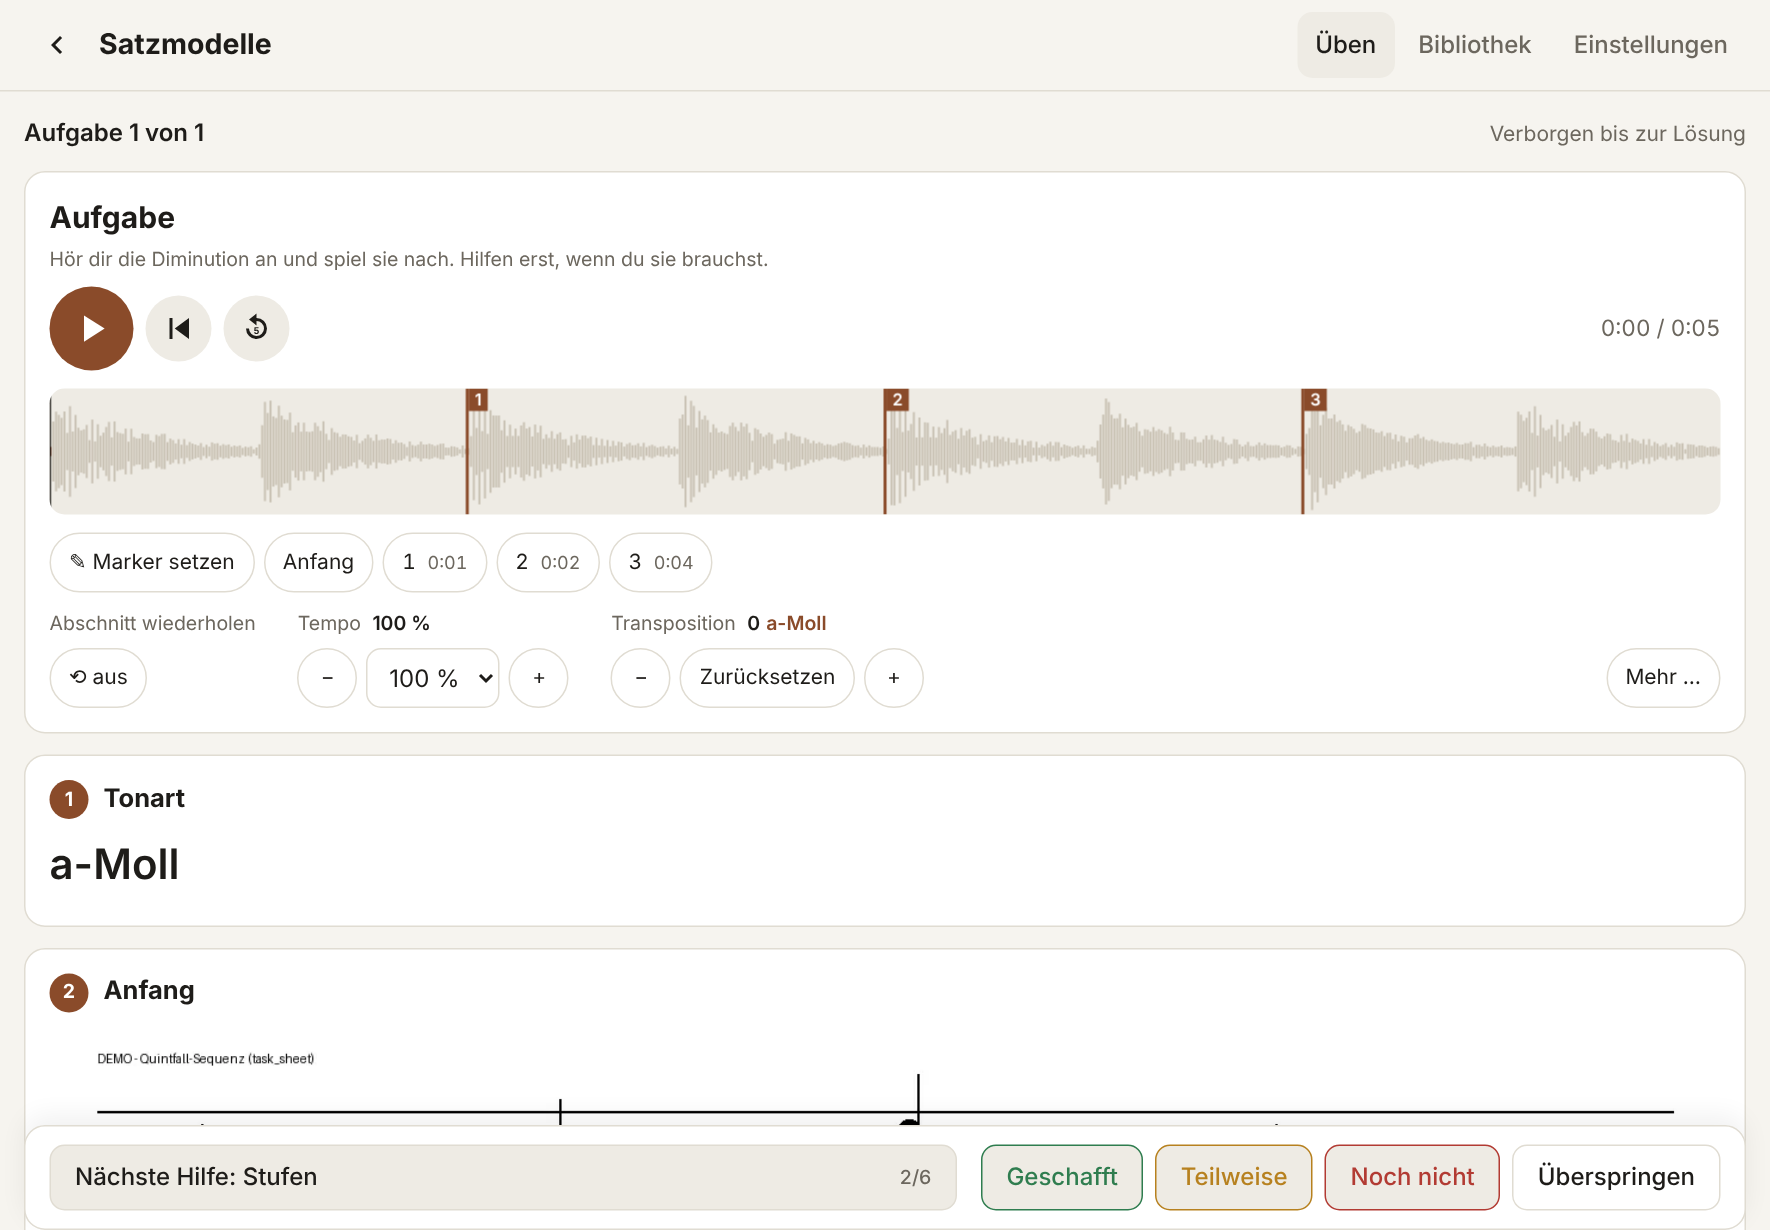 Satzmodelle
Üben
Bibliothek
Einstellungen
Aufgabe 1 von 1
Verborgen bis zur Lösung
Aufgabe
Hör dir die Diminution an und spiel sie nach. Hilfen erst, wenn du sie brauchst.
5
0:00 / 0:05
1
2
3
✎ Marker setzen
Anfang
1 0:01
2 0:02
3 0:04
Abschnitt wiederholen
Tempo 100 %
Transposition 0 a-Moll
⟲ aus
−
100 %
+
−
Zurücksetzen
+
Mehr ...
1 Tonart
a-Moll
2 Anfang
DEMO - Quintfall-Sequenz (task_sheet)
Nächste Hilfe: Stufen
2/6
Geschafft
Teilweise
Noch nicht
Überspringen